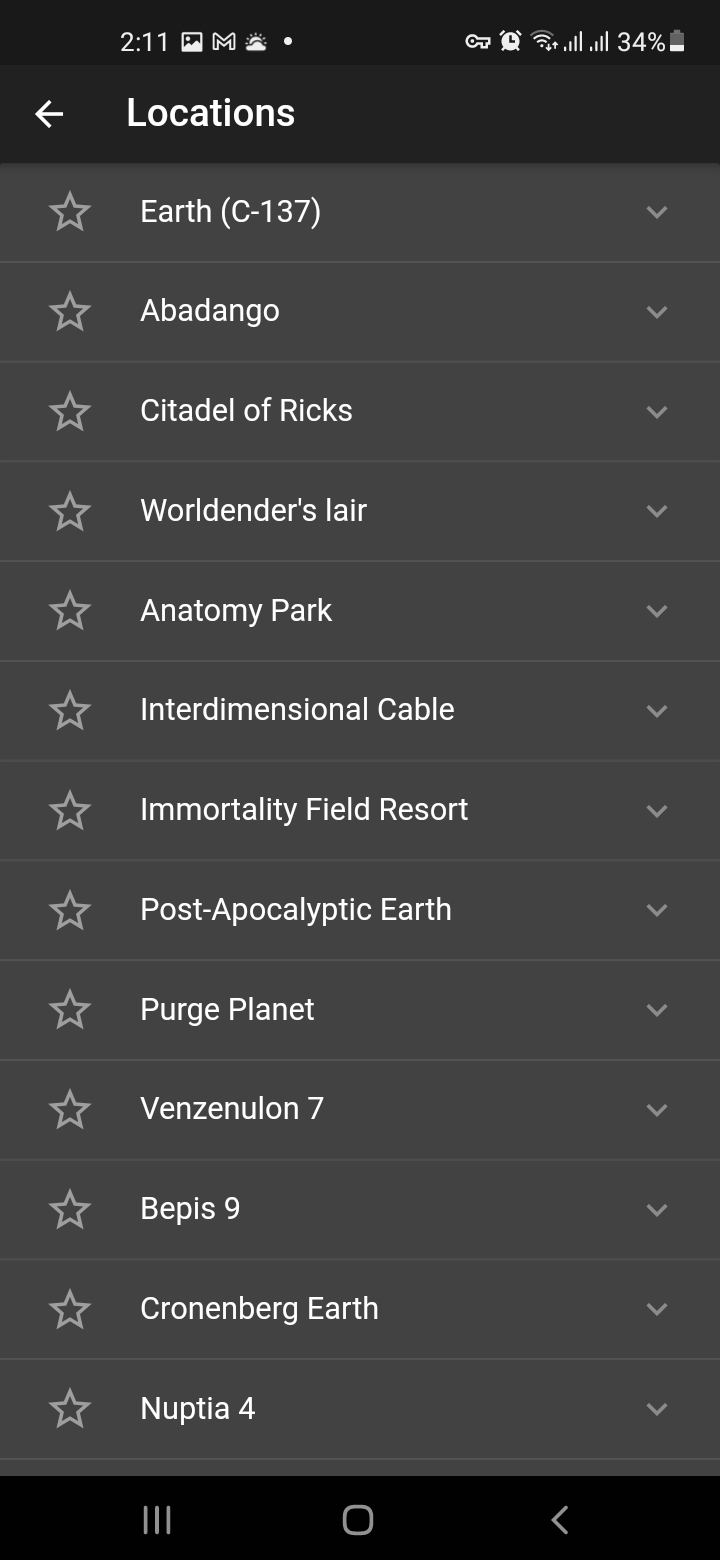 2:11 34%
Locations
Earth (C-137)
Abadango
Citadel of Ricks
Worldender's lair
Anatomy Park
Interdimensional Cable
Immortality Field Resort
Post-Apocalyptic Earth
Purge Planet
Venzenulon 7
Bepis 9
Cronenberg Earth
Nuptia 4